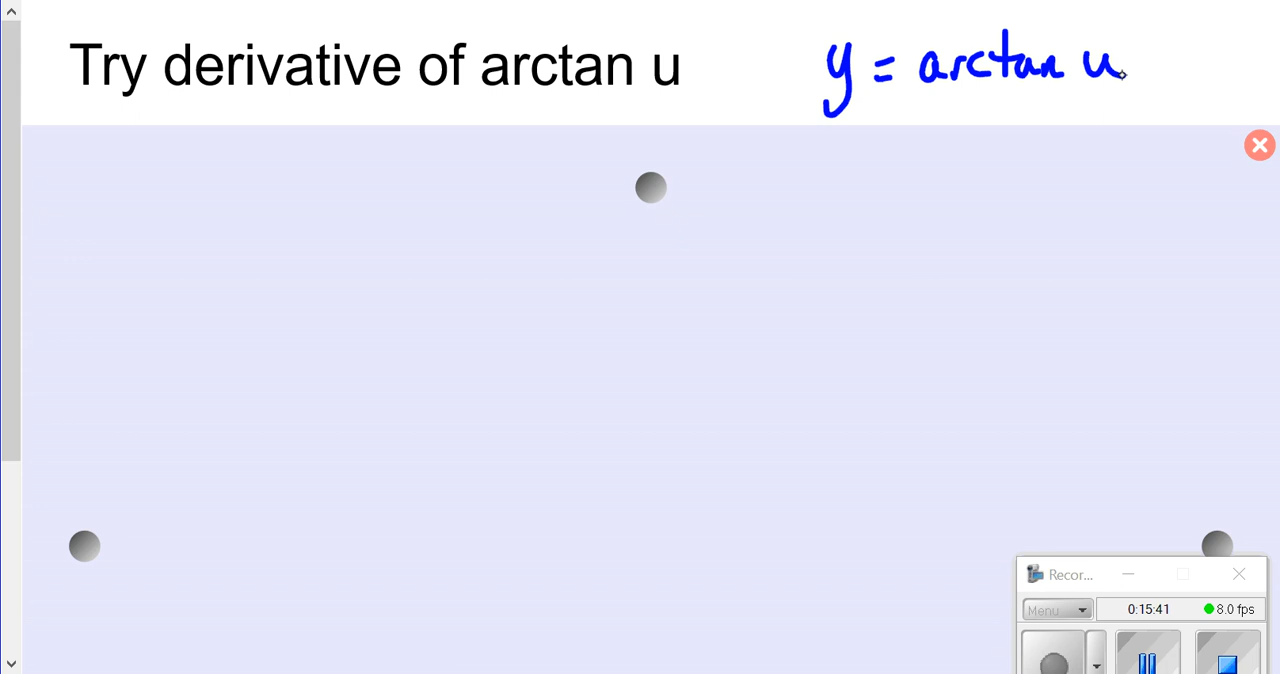 Try derivative of arctan u
y = arctan u
Recor...
Menu
0:15:41
8.0 fps